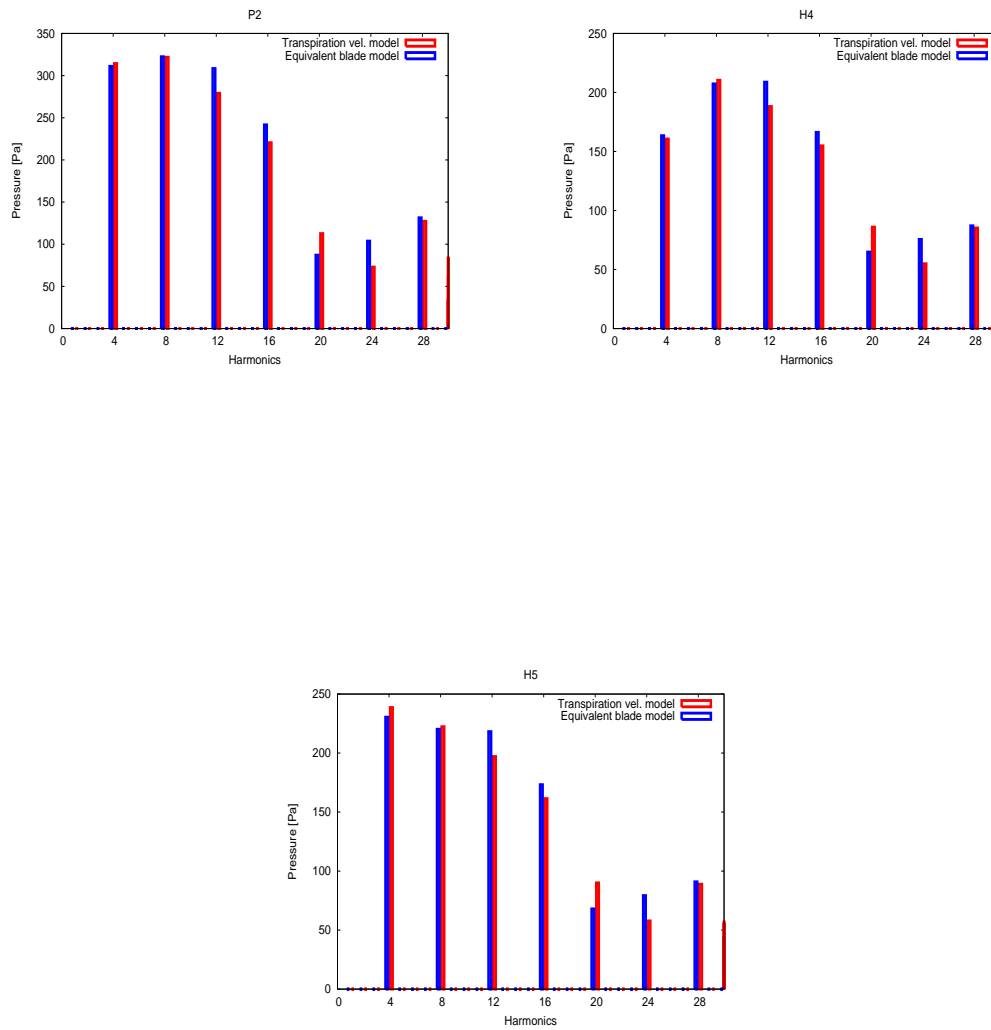 P2
350
300
250
200
150
100
50
0
Pressure [Pa]
Transpiration vel. model
Equivalent blade model
0 4 8 12 16 20 24 28
Harmonics
H4
250
200
150
100
50
0
Pressure [Pa]
Transpiration vel. model
Equivalent blade model
0 4 8 12 16 20 24 28
Harmonics
H5
250
200
150
100
50
0
Pressure [Pa]
Transpiration vel. model
Equivalent blade model
0 4 8 12 16 20 24 28
Harmonics